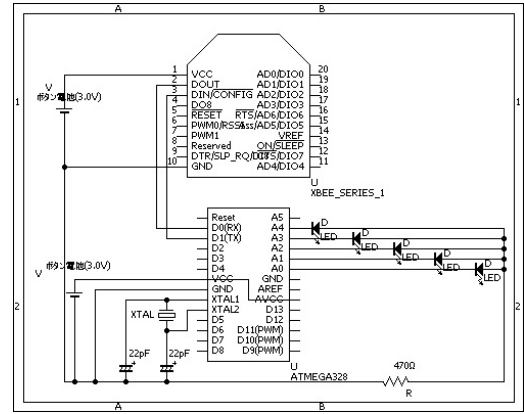 A B
V
ボタン電池(3.0V)
1 VCC AD0/DIO0 20
2 DOUT AD1/DIO1 19
3 DIN/CONFIG AD2/DIO2 18
4 DO8 AD3/DIO3 17
5 RESET RTS/AD6/DIO6 16
6 PWM0/RSSI Ass/AD5/DIO5 15
7 PWM1 VREF 14
8 Reserved ON/SLEEP 13
9 DTR/SLP_RQ/DI8 CTS/DIO7 12
10 GND AD4/DIO4 11
U
XBEE_SERIES_1
1 1
Reset A5
D0(RX) A4
D1(TX) A3
D2 A2
D3 A1
D4 A0
VCC GND
GND AREF
XTAL1 AVCC
XTAL2 D13
D5 D12
D6 D11(PWM)
D7 D10(PWM)
D8 D9(PWM)
U
ATMEGA328
D
LED
D
LED
D
LED
D
LED
D
LED
V
ボタン電池(3.0V)
XTAL
22pF 22pF
2 2
470Ω
R
A B